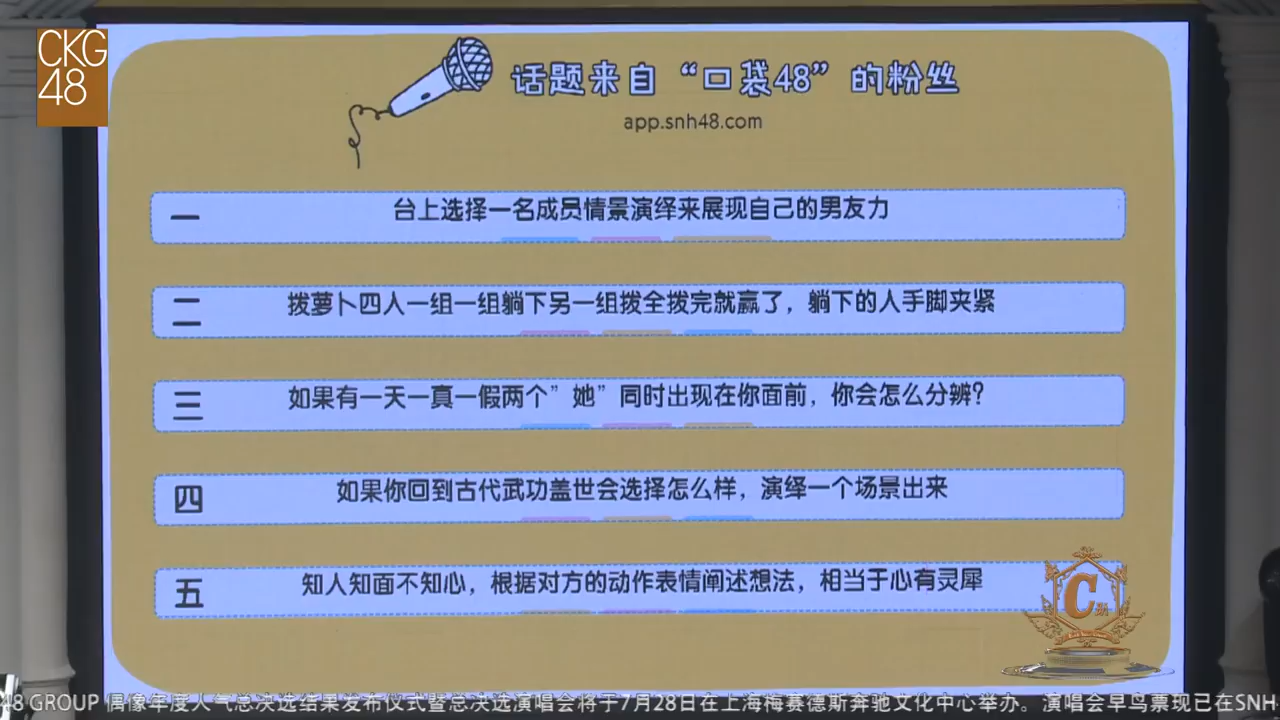 CKG
48
话题来自“口袋48”的粉丝
app.snh48.com
一 台上选择一名成员情景演绎来展现自己的男友力
二 拨萝卜四人一组一组躺下另一组拨全拨完就赢了，躺下的人手脚夹紧
三 如果有一天一真一假两个”她”同时出现在你面前，你会怎么分辨？
四 如果你回到古代武功盖世会选择怎么样，演绎一个场景出来
五 知人知面不知心，根据对方的动作表情阐述想法，相当于心有灵犀
C
48 GROUP 偶像年度人气总决选结果发布仪式暨总决选演唱会将于7月28日在上海梅赛德斯奔驰文化中心举办。演唱会早鸟票现已在SNH